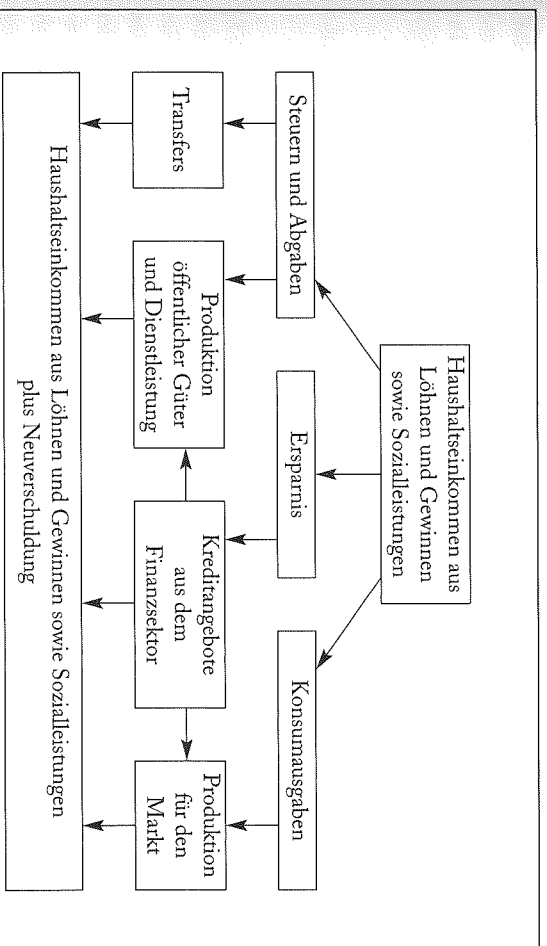 Haushaltseinkommen aus
Löhnen und Gewinnen
sowie Sozialleistungen
Steuern und Abgaben
Ersparnis
Konsumausgaben
Transfers
Produktion
öffentlicher Güter
und Dienstleistung
Kreditangebote
aus dem
Finanzsektor
Produktion
für den
Markt
Haushaltseinkommen aus Löhnen und Gewinnen sowie Sozialleistungen
plus Neuverschuldung